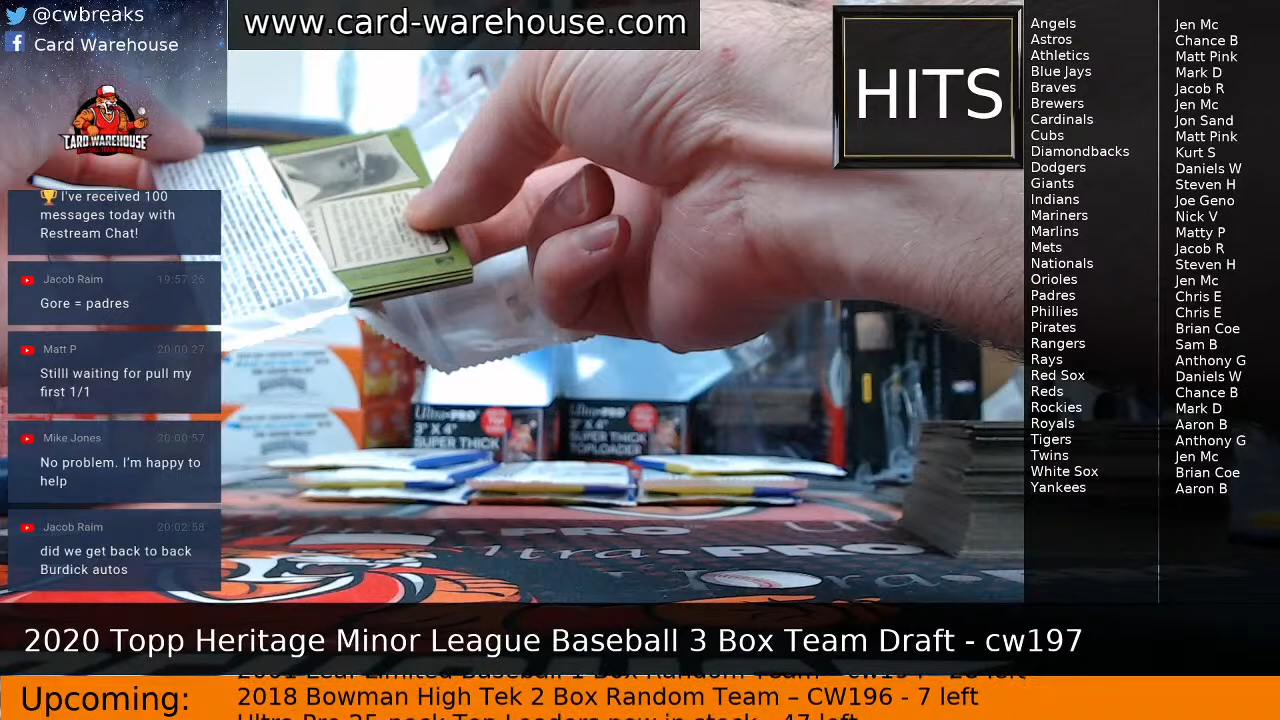 @cwbreaks
Card Warehouse
www.card-warehouse.com
HITS
CARD WAREHOUSE
🏆 I've received 100
messages today with
Restream Chat!
Jacob Raim 19:57:26
Gore = padres
Matt P 20:00:27
Stilll waiting for pull my
first 1/1
Mike Jones 20:00:57
No problem. I'm happy to
help
Jacob Raim 20:02:58
did we get back to back
Burdick autos
Angels Jen Mc
Astros Chance B
Athletics Matt Pink
Blue Jays Mark D
Braves Jacob R
Brewers Jen Mc
Cardinals Jon Sand
Cubs Matt Pink
Diamondbacks Kurt S
Dodgers Daniels W
Giants Steven H
Indians Joe Geno
Mariners Nick V
Marlins Matty P
Mets Jacob R
Nationals Steven H
Orioles Jen Mc
Padres Chris E
Phillies Chris E
Pirates Brian Coe
Rangers Sam B
Rays Anthony G
Red Sox Daniels W
Reds Chance B
Rockies Mark D
Royals Aaron B
Tigers Anthony G
Twins Jen Mc
White Sox Brian Coe
Yankees Aaron B
Ultra PRO
3" X 4"
SUPER THICK
TOPLOADER
Ultra PRO
3" X 4"
SUPER THICK
TOPLOADER
PRO
ultra PRO
2020 Topp Heritage Minor League Baseball 3 Box Team Draft - cw197
Upcoming:
2018 Bowman High Tek 2 Box Random Team – CW196 - 7 left